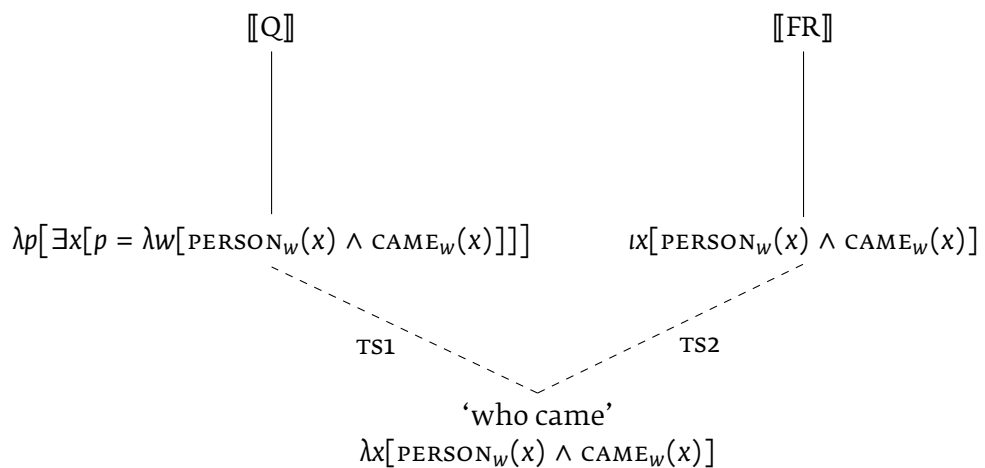 ⟦Q⟧ ⟦FR⟧
λp[∃x[p = λw[PERSON_w(x) ∧ CAME_w(x)]]] ιx[PERSON_w(x) ∧ CAME_w(x)]
TS1 TS2
‘who came’
λx[PERSON_w(x) ∧ CAME_w(x)]